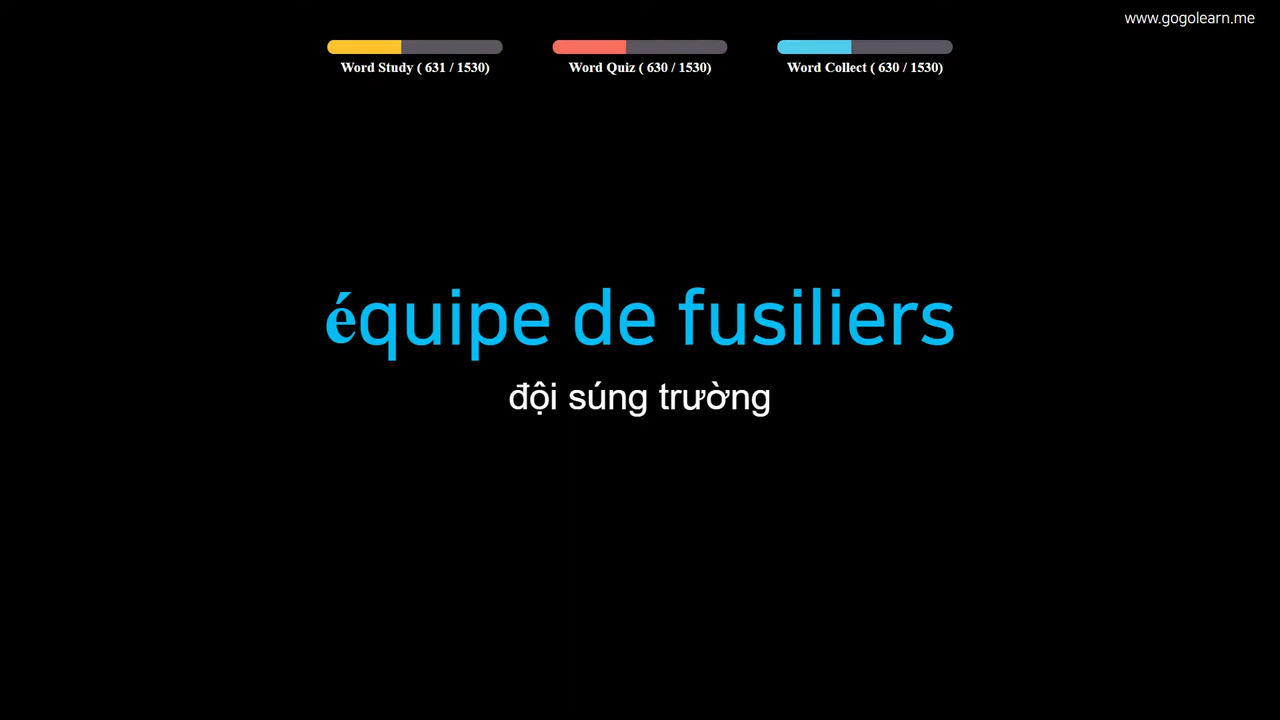 www.gogolearn.me
Word Study ( 631 / 1530) Word Quiz ( 630 / 1530) Word Collect ( 630 / 1530)
équipe de fusiliers
đội súng trường